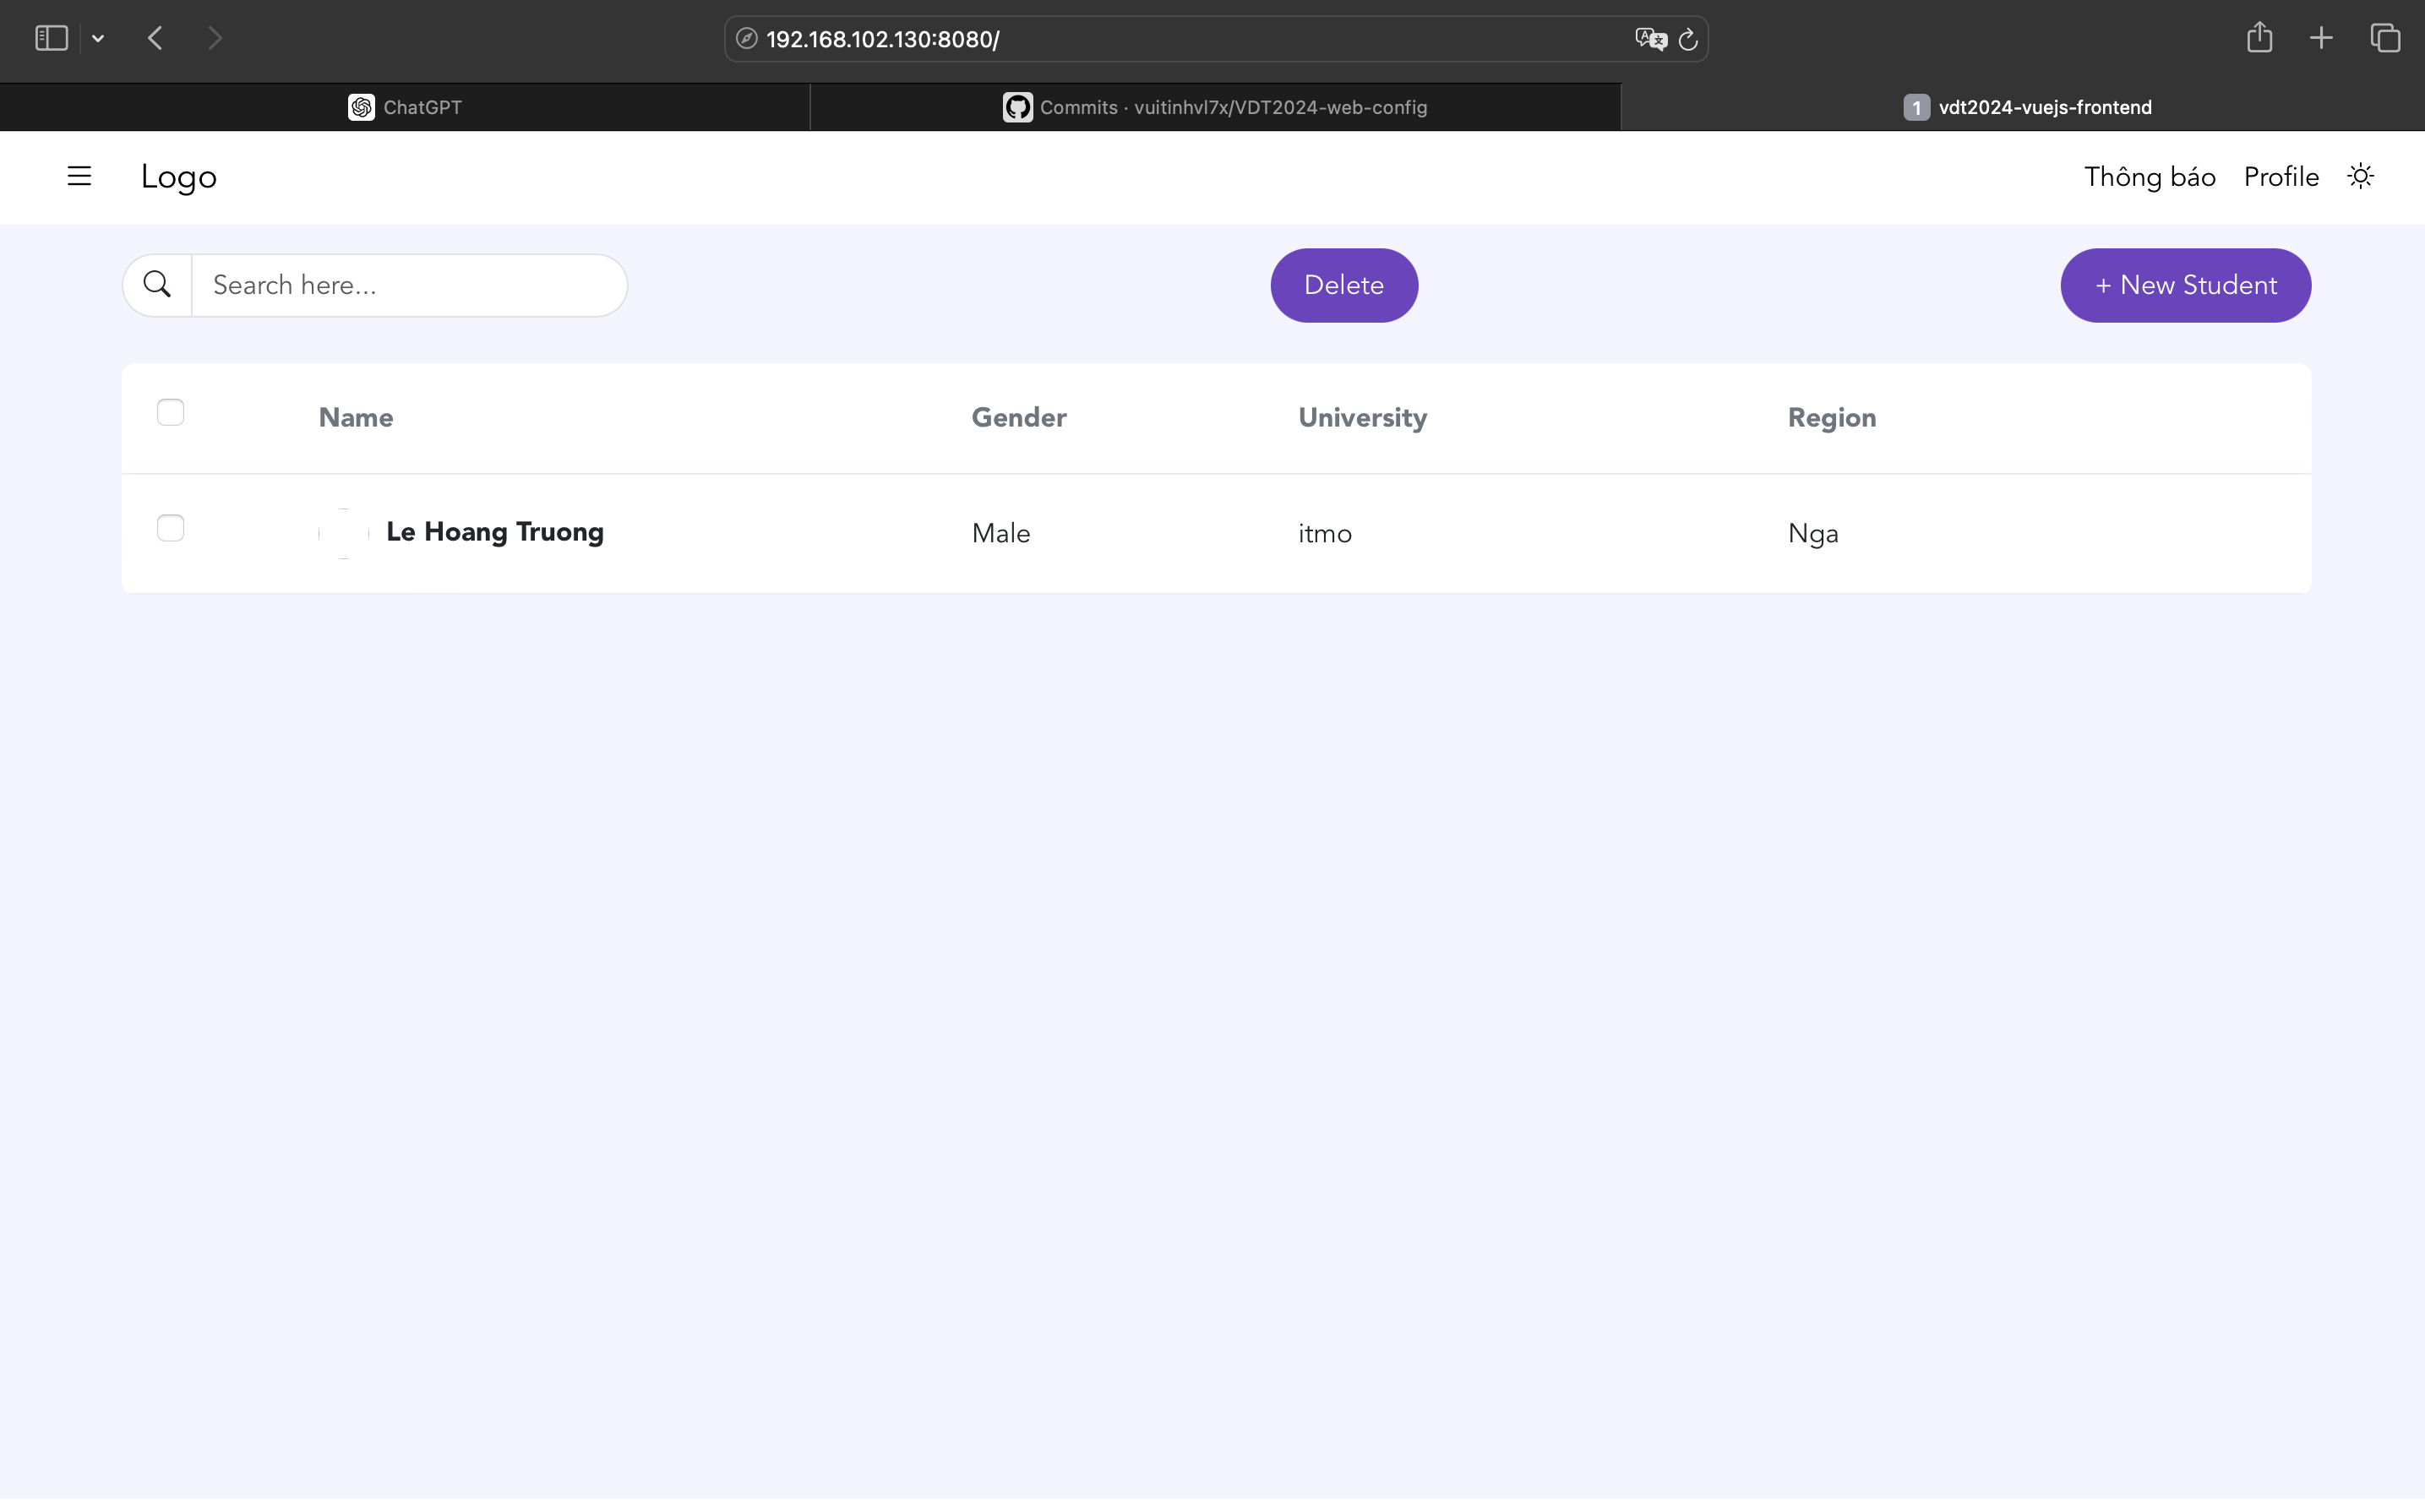 192.168.102.130:8080/
ChatGPT
Commits · vuitinhvl7x/VDT2024-web-config
1 vdt2024-vuejs-frontend
Logo
Thông báo Profile
Search here...
Delete
+ New Student
Name Gender University Region
Le Hoang Truong Male itmo Nga